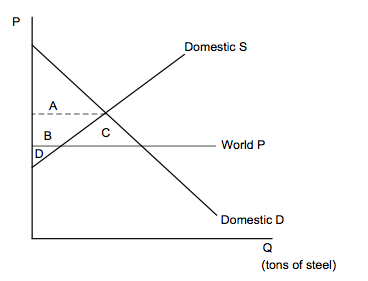 P
Domestic S
A
B
C
World P
D
Domestic D
Q
(tons of steel)